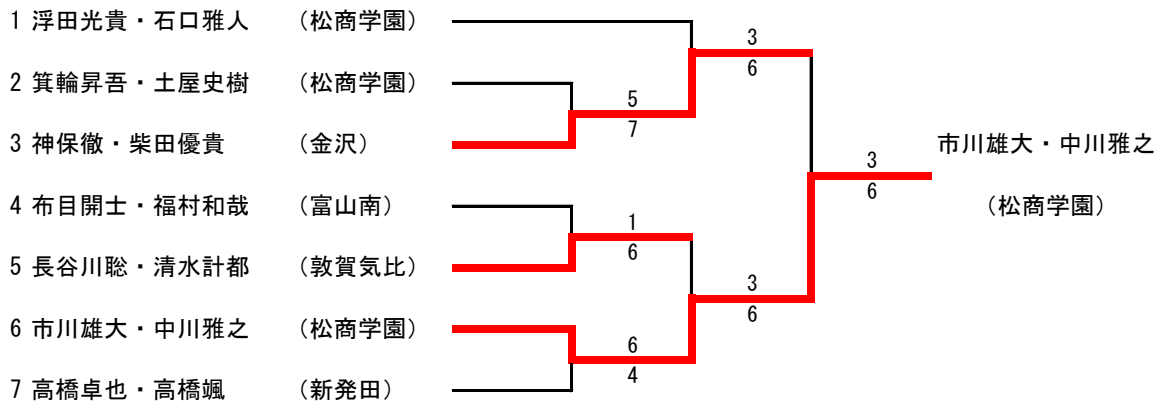 1 浮田光貴・石口雅人 （松商学園）
3
6
2 箕輪昇吾・土屋史樹 （松商学園）
5
7
3 神保徹・柴田優貴 （金沢）
市川雄大・中川雅之
3
6
4 布目開士・福村和哉 （富山南）
（松商学園）
1
6
5 長谷川聡・清水計都 （敦賀気比）
3
6
6 市川雄大・中川雅之 （松商学園）
6
4
7 高橋卓也・高橋颯 （新発田）